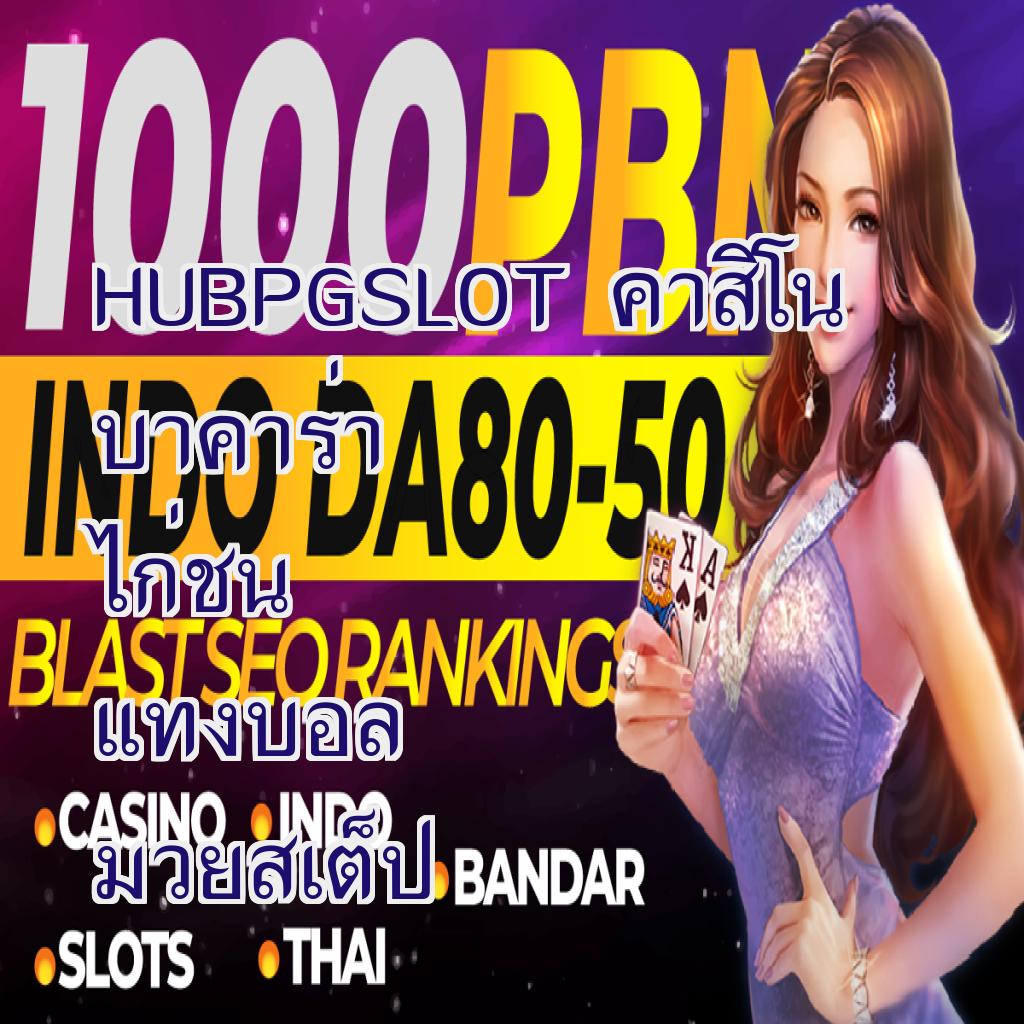 1000 PBN
HUBPGSLOT คาสิโน
INDO DA80-50
บาคาร่า
ไก่ชน
BLAST SEO RANKINGS
แทงบอล
CASINO
INDO
มวยสเต็ป
BANDAR
SLOTS
THAI
K
A